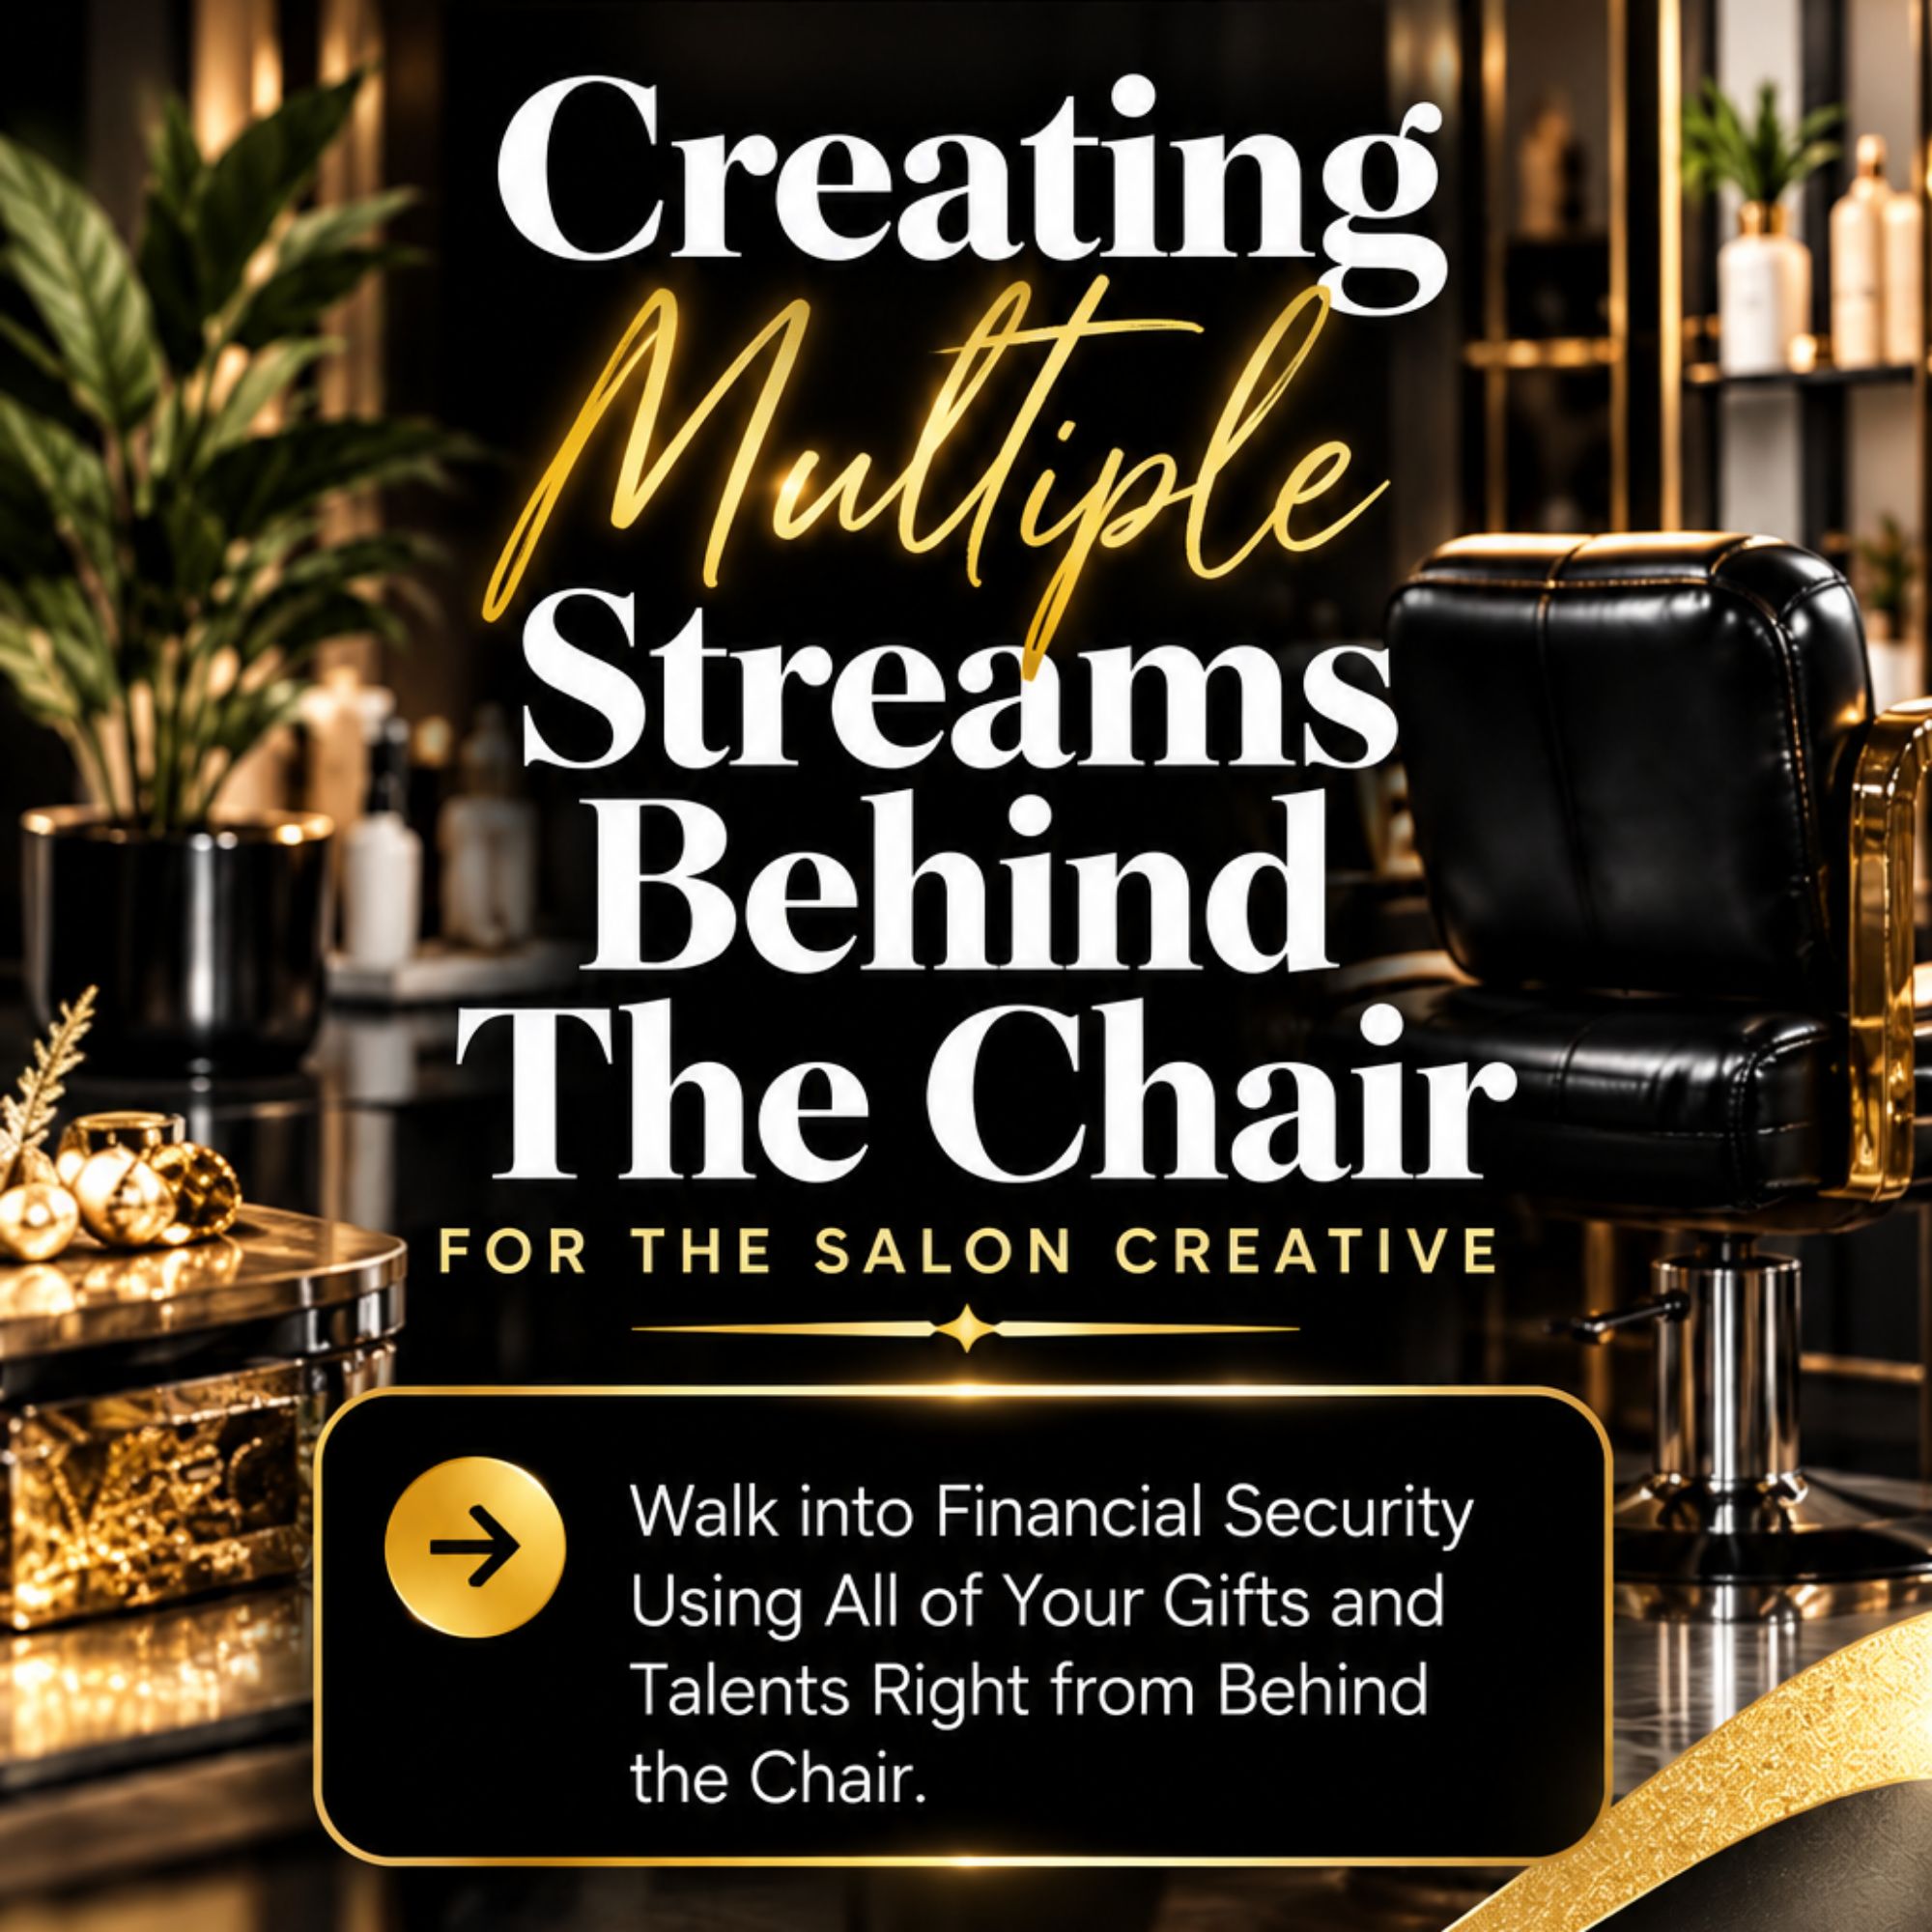 Creating
Multiple
Streams
Behind
The Chair
FOR THE SALON CREATIVE
Walk into Financial Security
Using All of Your Gifts and
Talents Right from Behind
the Chair.